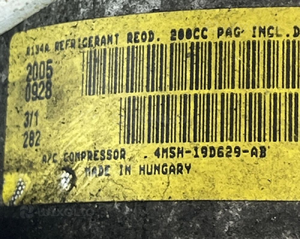 R134A REFRIGERANT REQD. 200CC PAG INCL.D
2005
0928
3/1
282
A/C COMPRESSOR, 4M5H-19D629-AB
MADE IN HUNGARY